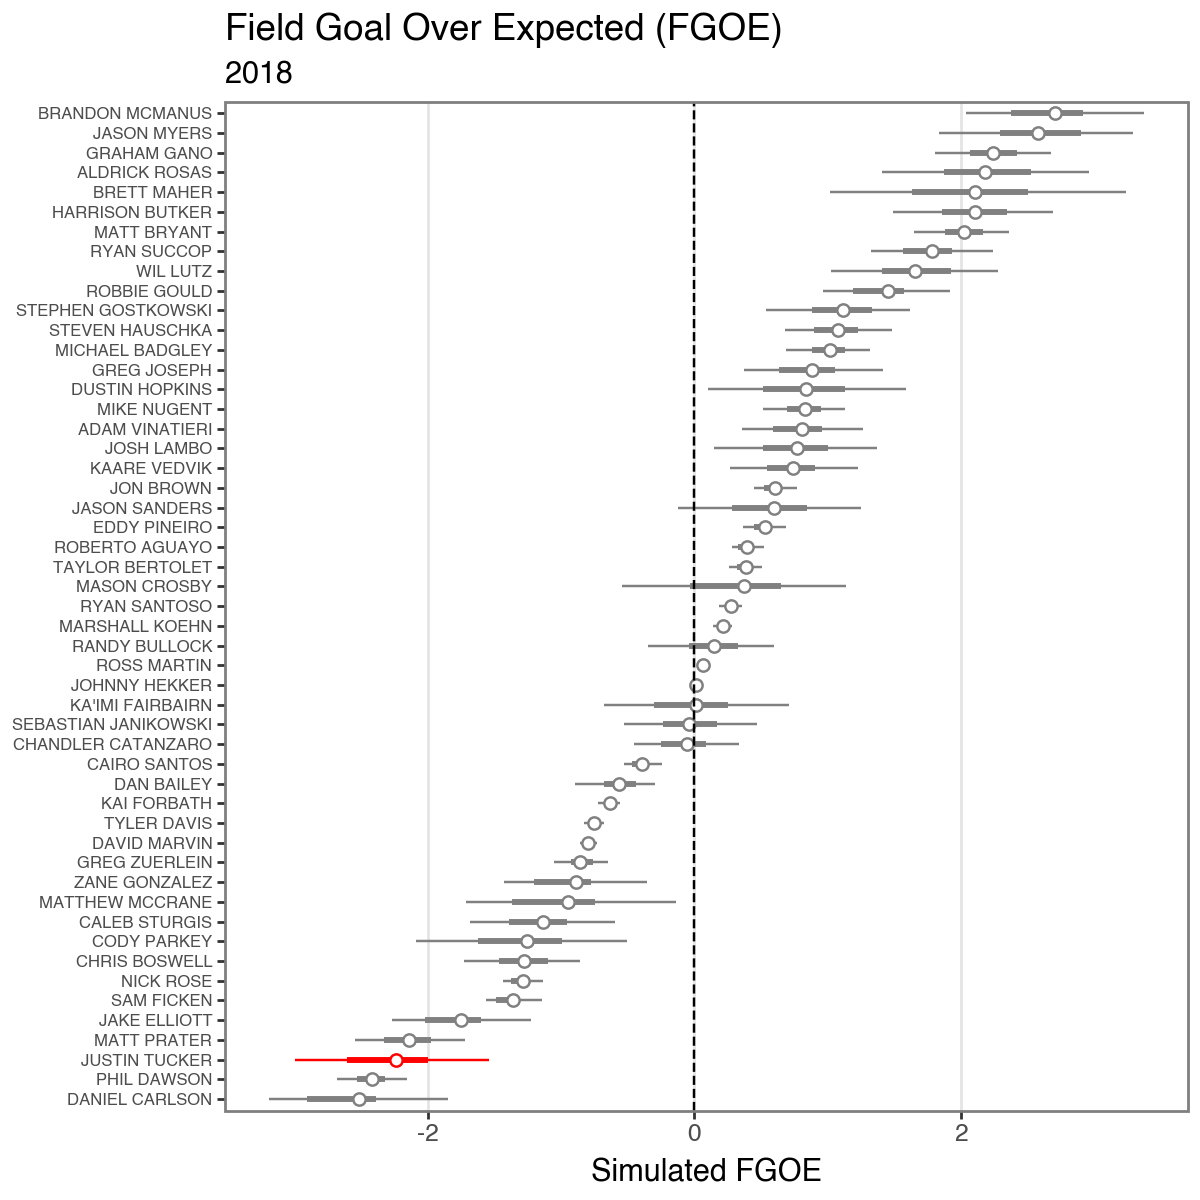 Field Goal Over Expected (FGOE)
2018
BRANDON MCMANUS
JASON MYERS
GRAHAM GANO
ALDRICK ROSAS
BRETT MAHER
HARRISON BUTKER
MATT BRYANT
RYAN SUCCOP
WIL LUTZ
ROBBIE GOULD
STEPHEN GOSTKOWSKI
STEVEN HAUSCHKA
MICHAEL BADGLEY
GREG JOSEPH
DUSTIN HOPKINS
MIKE NUGENT
ADAM VINATIERI
JOSH LAMBO
KAARE VEDVIK
JON BROWN
JASON SANDERS
EDDY PINEIRO
ROBERTO AGUAYO
TAYLOR BERTOLET
MASON CROSBY
RYAN SANTOSO
MARSHALL KOEHN
RANDY BULLOCK
ROSS MARTIN
JOHNNY HEKKER
KA'IMI FAIRBAIRN
SEBASTIAN JANIKOWSKI
CHANDLER CATANZARO
CAIRO SANTOS
DAN BAILEY
KAI FORBATH
TYLER DAVIS
DAVID MARVIN
GREG ZUERLEIN
ZANE GONZALEZ
MATTHEW MCCRANE
CALEB STURGIS
CODY PARKEY
CHRIS BOSWELL
NICK ROSE
SAM FICKEN
JAKE ELLIOTT
MATT PRATER
JUSTIN TUCKER
PHIL DAWSON
DANIEL CARLSON
-2 0 2
Simulated FGOE